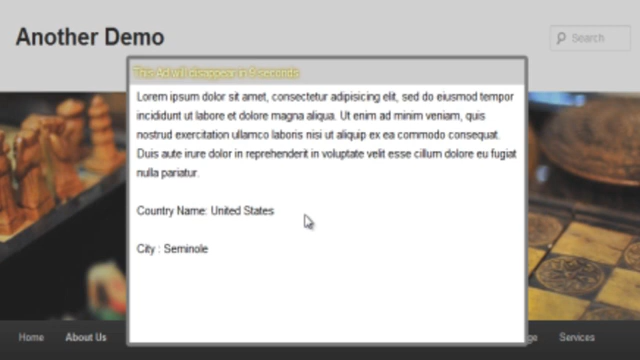 Another Demo
Search
This Ad will disappear in 9 seconds
Lorem ipsum dolor sit amet, consectetur adipisicing elit, sed do eiusmod tempor
incididunt ut labore et dolore magna aliqua. Ut enim ad minim veniam, quis
nostrud exercitation ullamco laboris nisi ut aliquip ex ea commodo consequat.
Duis aute irure dolor in reprehenderit in voluptate velit esse cillum dolore eu fugiat
nulla pariatur.
Country Name: United States
City : Seminole
Home About Us Services